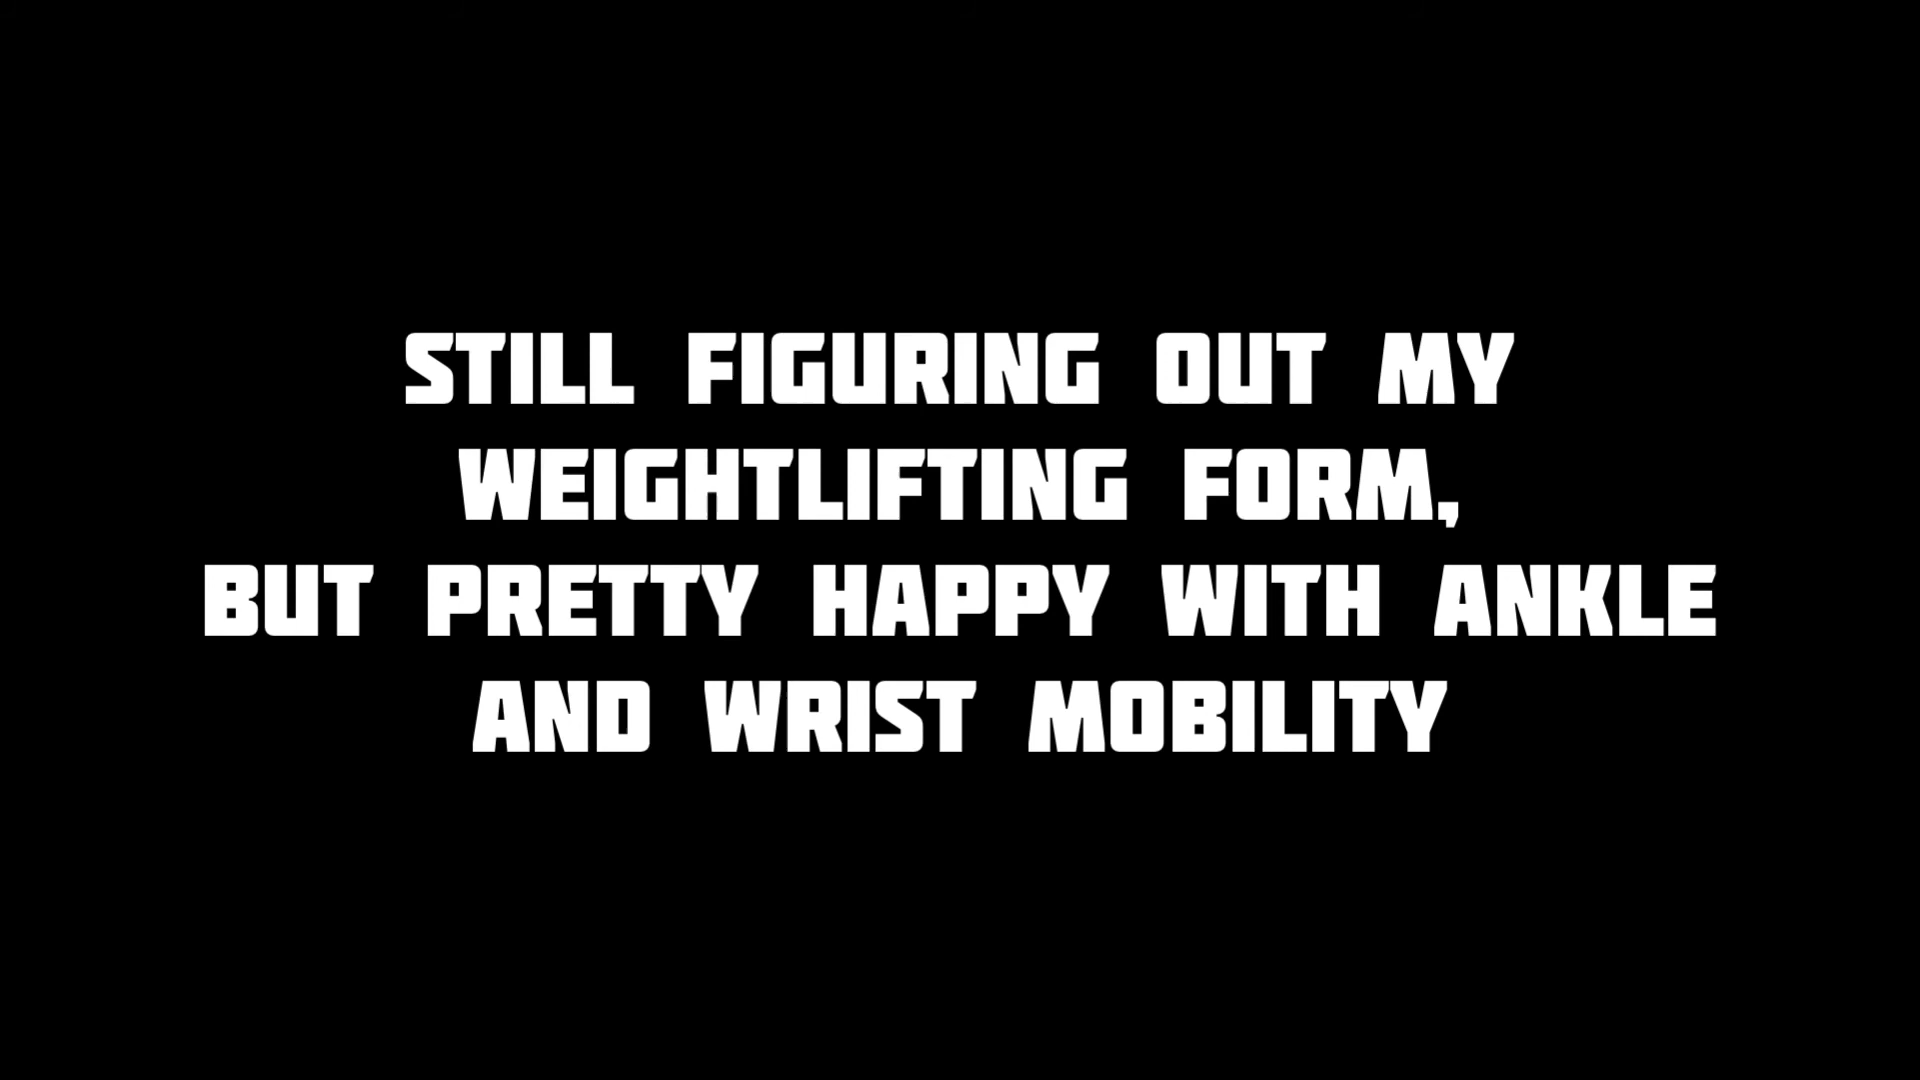 STILL FIGURING OUT MY
WEIGHTLIFTING FORM,
BUT PRETTY HAPPY WITH ANKLE
AND WRIST MOBILITY